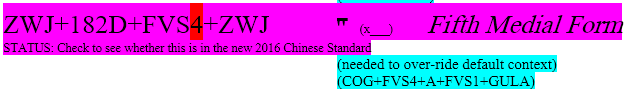 ZWJ+182D+FVS4+ZWJ (x___) Fifth Medial Form
STATUS: Check to see whether this is in the new 2016 Chinese Standard
(needed to over-ride default context)
(COG+FVS4+A+FVS1+GULA)